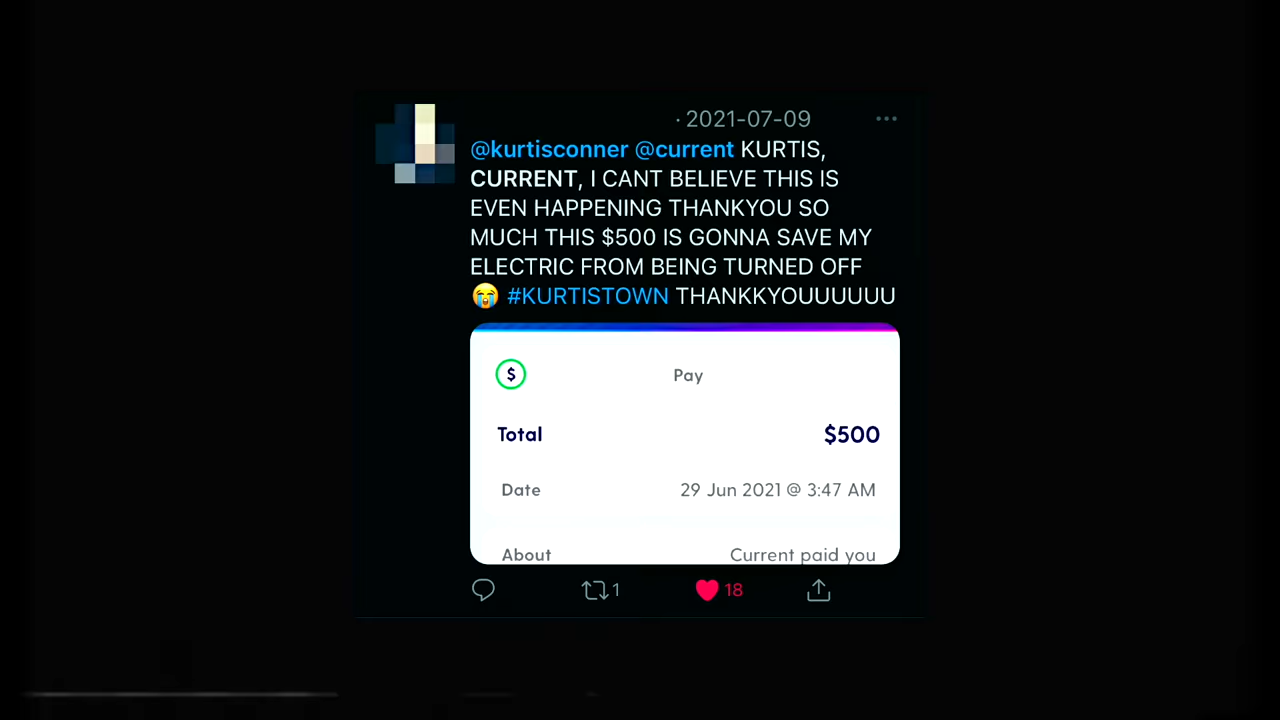 · 2021-07-09
@kurtisconner @current KURTIS,
CURRENT, I CANT BELIEVE THIS IS
EVEN HAPPENING THANKYOU SO
MUCH THIS $500 IS GONNA SAVE MY
ELECTRIC FROM BEING TURNED OFF
😭 #KURTISTOWN THANKKYOUUUUUU
$ Pay
Total $500
Date 29 Jun 2021 @ 3:47 AM
About Current paid you
1 18